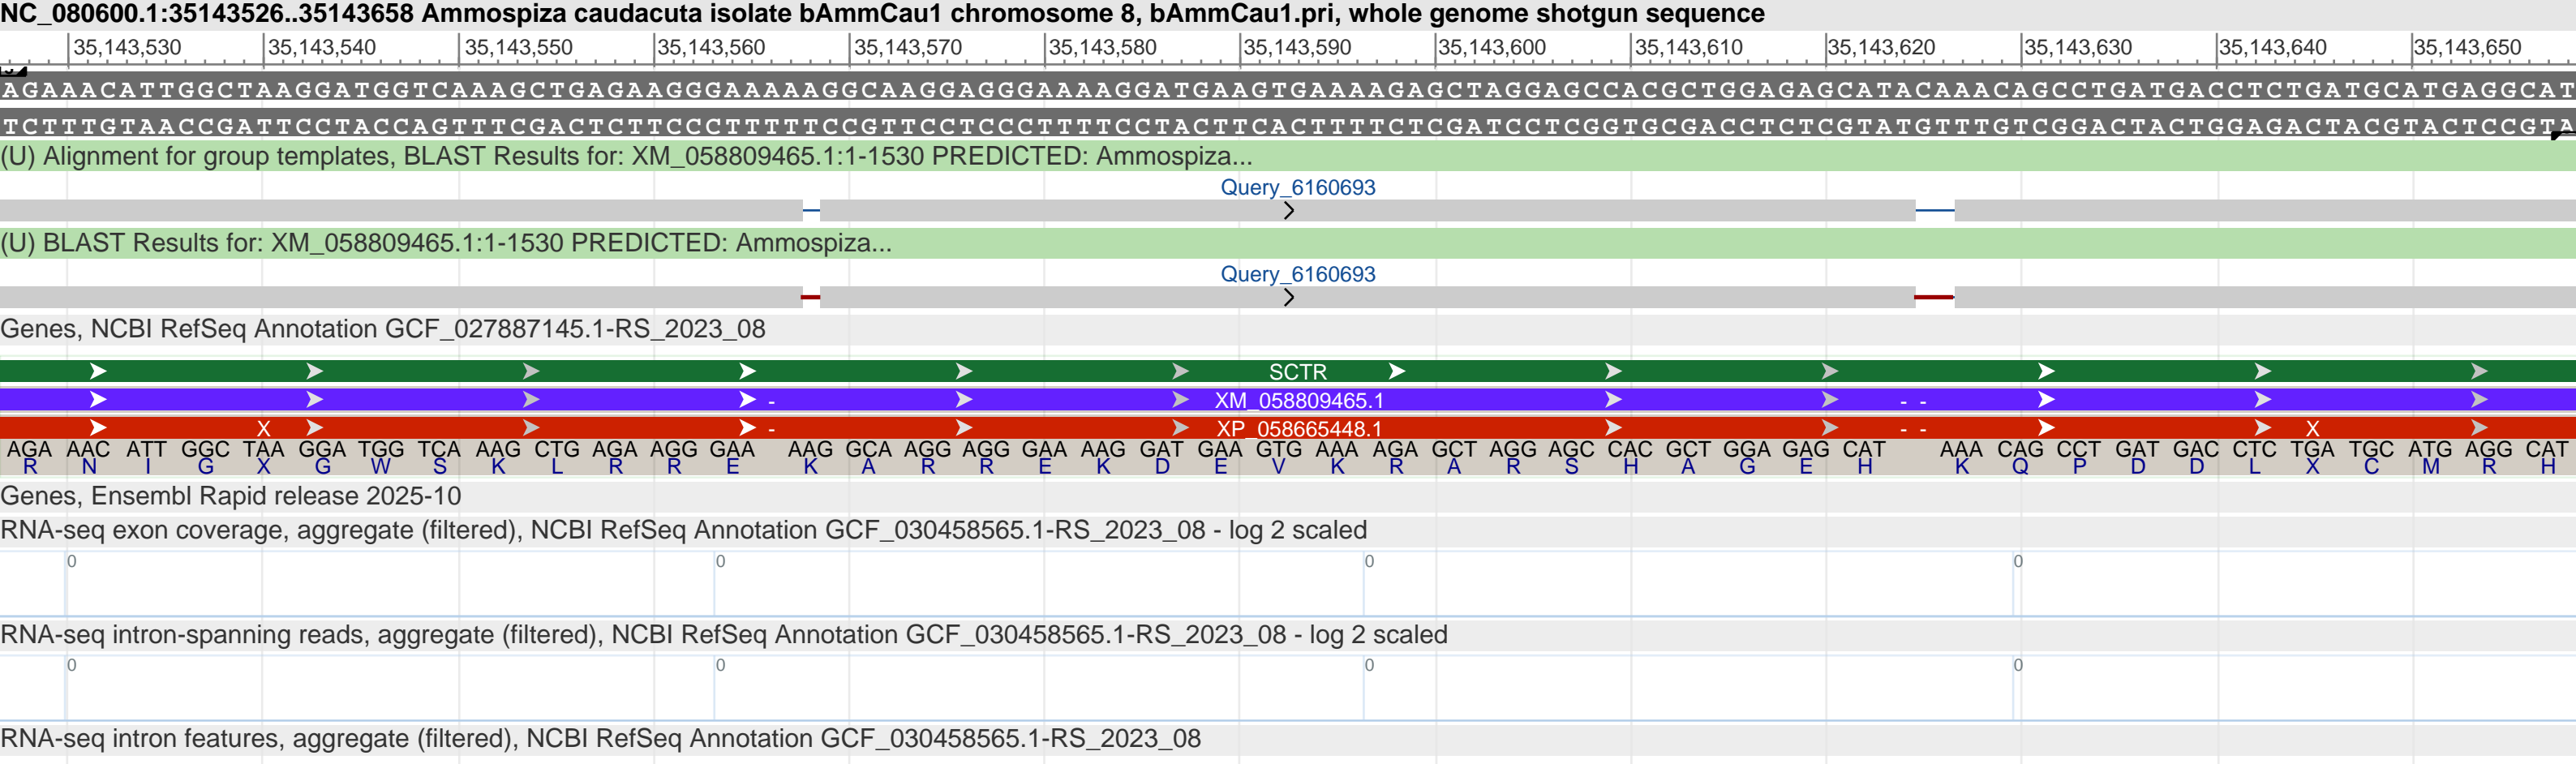 NC_080600.1:35143526..35143658 Ammospiza caudacuta isolate bAmmCau1 chromosome 8, bAmmCau1.pri, whole genome shotgun sequence
35,143,530 35,143,540 35,143,550 35,143,560 35,143,570 35,143,580 35,143,590 35,143,600 35,143,610 35,143,620 35,143,630 35,143,640 35,143,650
AGAAACATTGGCTAAGGATGGTCAAAGCTGAGAAGGGAAAAAAGGCAAGGAGGGAAAAGGATGAAGTGAAAAGAGCTAGGAGCCACGCTGGAGAGCATACAAACAGCCTGATGACCTCTGATGCATGAGGCAT
TCTTTGTAACCGATTCCTACCAGTTTCGACTCTTCCCTTTTTTCCGTTCCTCCCTTTTCCTACTTCACTTTTCTCGATCCTCGGTGCGACCTCTCGTATGTTTGTCGGACTACTGGAGACTACGTACTCCGTA
(U) Alignment for group templates, BLAST Results for: XM_058809465.1:1-1530 PREDICTED: Ammospiza...
Query_6160693
(U) BLAST Results for: XM_058809465.1:1-1530 PREDICTED: Ammospiza...
Query_6160693
Genes, NCBI RefSeq Annotation GCF_027887145.1-RS_2023_08
SCTR
- XM_058809465.1 - -
X - XP_058665448.1 - - X
AGA AAC ATT GGC TAA GGA TGG TCA AAG CTG AGA AGG GAA AAG GCA AGG AGG GAA AAG GAT GAA GTG AAA AGA GCT AGG AGC CAC GCT GGA GAG CAT AAA CAG CCT GAT GAC CTC TGA TGC ATG AGG CAT
R N I G X G W S K L R R E K A R R E K D E V K R A R S H A G E H K Q P D D L X C M R H
Genes, Ensembl Rapid release 2025-10
RNA-seq exon coverage, aggregate (filtered), NCBI RefSeq Annotation GCF_030458565.1-RS_2023_08 - log 2 scaled
0 0 0 0
RNA-seq intron-spanning reads, aggregate (filtered), NCBI RefSeq Annotation GCF_030458565.1-RS_2023_08 - log 2 scaled
0 0 0 0
RNA-seq intron features, aggregate (filtered), NCBI RefSeq Annotation GCF_030458565.1-RS_2023_08